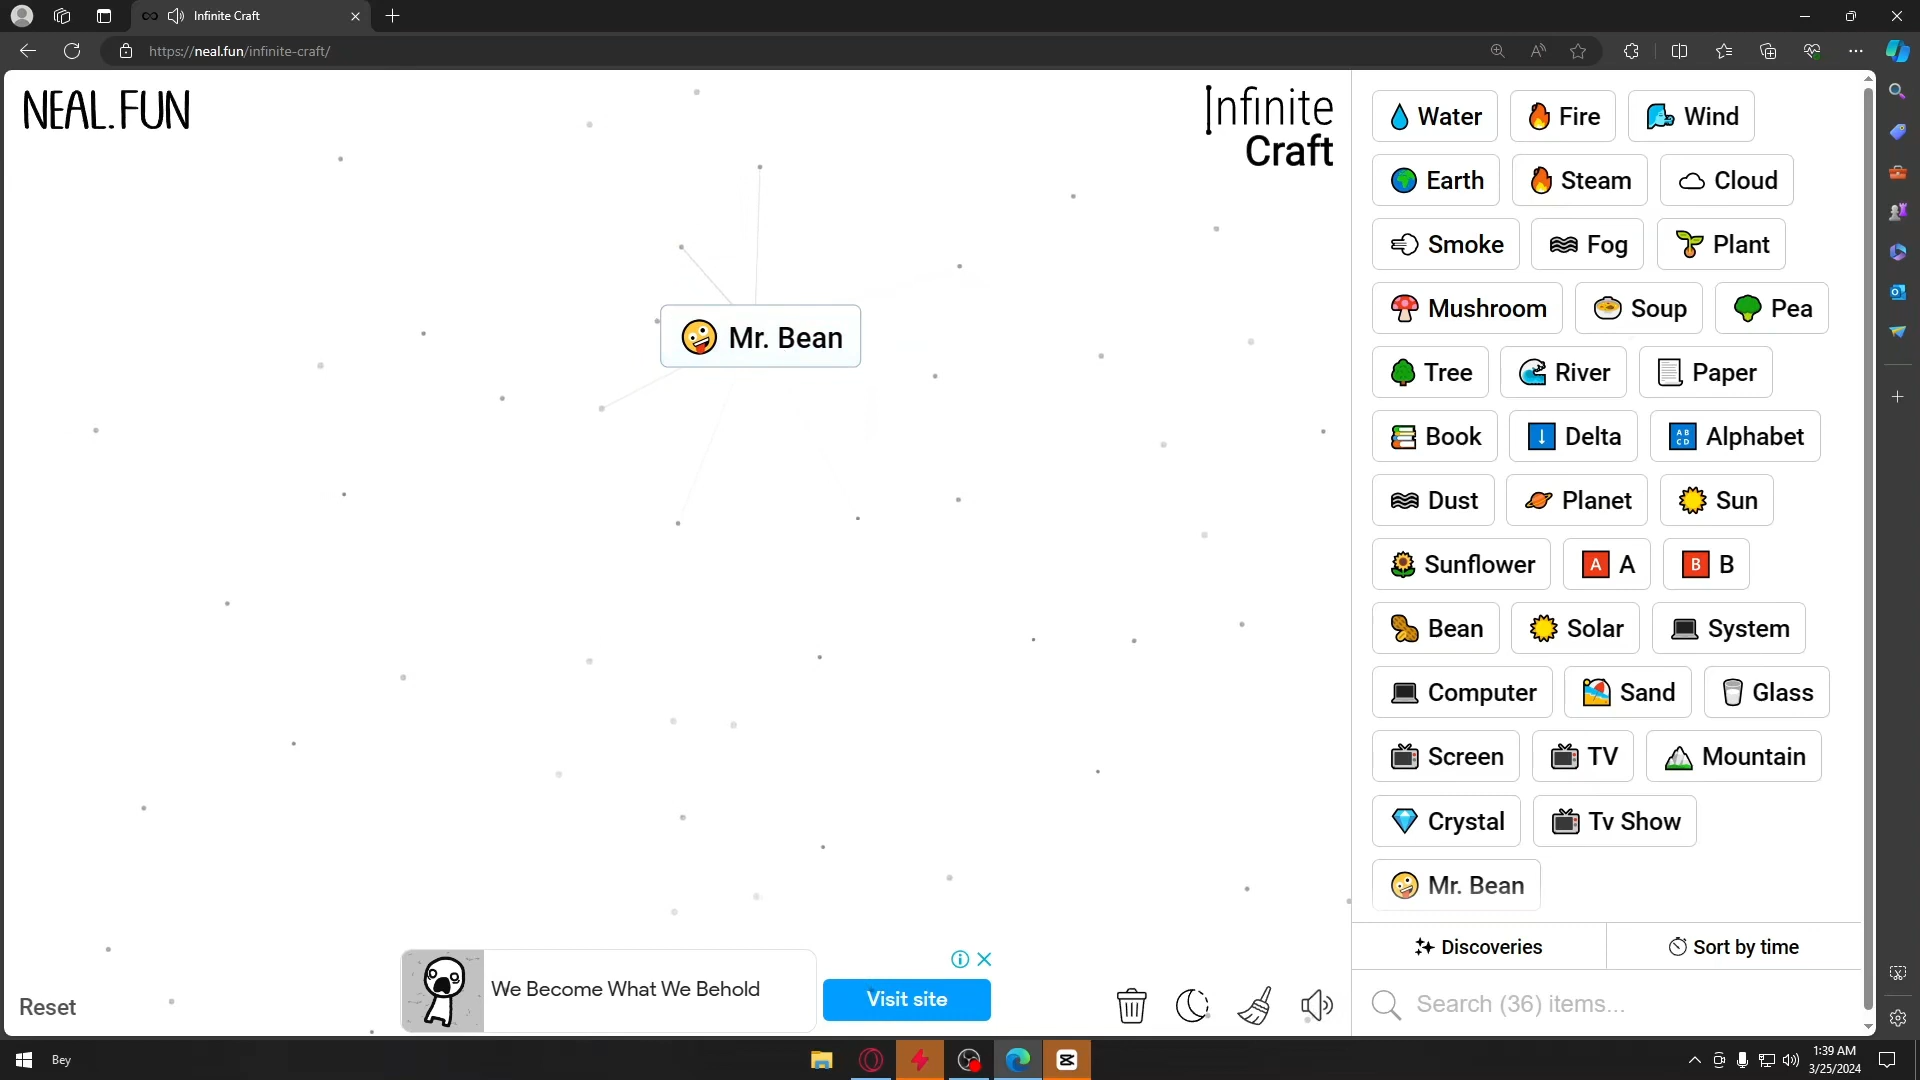 Infinite Craft
https://neal.fun/infinite-craft/
NEAL.FUN
Infinite
Craft
Mr. Bean
Water Fire Wind
Earth Steam Cloud
Smoke Fog Plant
Mushroom Soup Pea
Tree River Paper
Book Delta Alphabet
Dust Planet Sun
Sunflower A A B B
Bean Solar System
Computer Sand Glass
Screen TV Mountain
Crystal Tv Show
Mr. Bean
Discoveries Sort by time
Search (36) items...
We Become What We Behold
Visit site
Reset
Bey
1:39 AM
3/25/2024